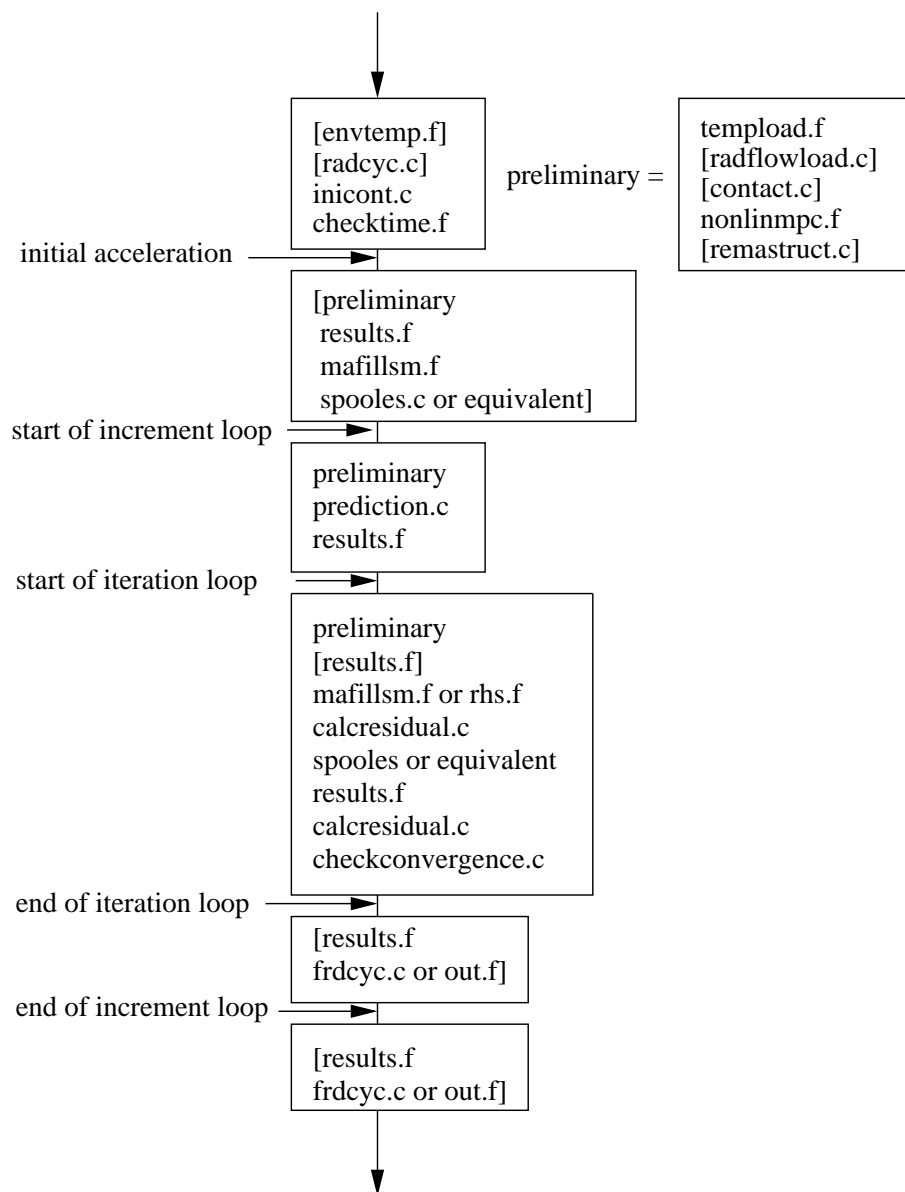 [envtemp.f]
[radcyc.c]
inicont.c
checktime.f
preliminary =
tempload.f
[radflowload.c]
[contact.c]
nonlinmpc.f
[remastruct.c]
initial acceleration
[preliminary
results.f
mafillsm.f
spooles.c or equivalent]
start of increment loop
preliminary
prediction.c
results.f
start of iteration loop
preliminary
[results.f]
mafillsm.f or rhs.f
calcresidual.c
spooles or equivalent
results.f
calcresidual.c
checkconvergence.c
end of iteration loop
[results.f
frdcyc.c or out.f]
end of increment loop
[results.f
frdcyc.c or out.f]